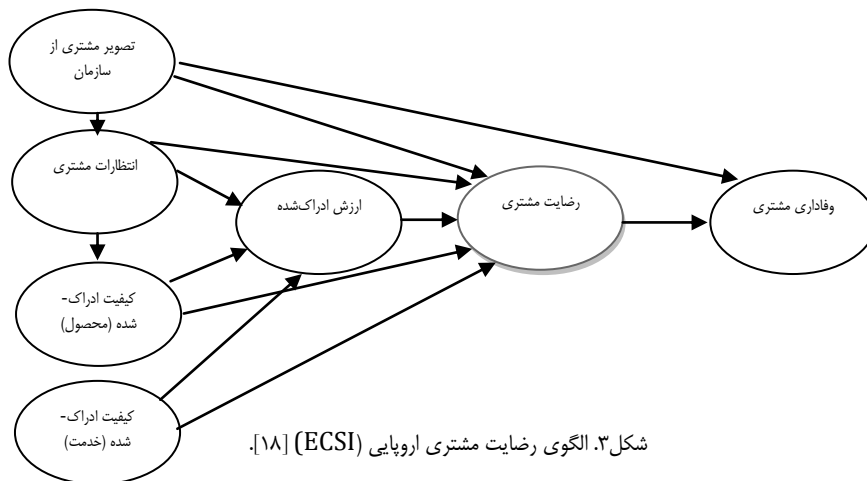 تصویر مشتری از
سازمان
انتظارات مشتری
ارزش ادراک‌شده
رضایت مشتری
وفاداری مشتری
کیفیت ادراک-
شده (محصول)
کیفیت ادراک-
شده (خدمت)
شکل۳. الگوی رضایت مشتری اروپایی (ECSI) [۱۸].